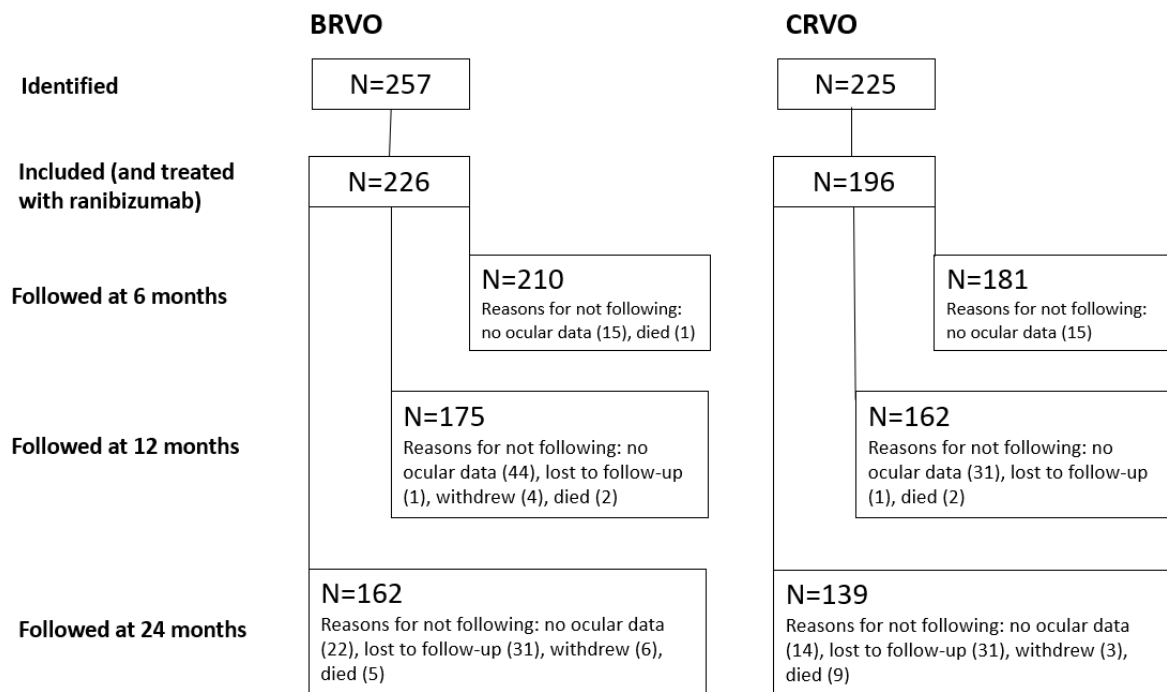 BRVO
CRVO
Identified
N=257
N=225
Included (and treated
with ranibizumab)
N=226
N=196
Followed at 6 months
N=210
Reasons for not following:
no ocular data (15), died (1)
N=181
Reasons for not following:
no ocular data (15)
Followed at 12 months
N=175
Reasons for not following: no
ocular data (44), lost to follow-up
(1), withdrew (4), died (2)
N=162
Reasons for not following: no
ocular data (31), lost to follow-up
(1), died (2)
Followed at 24 months
N=162
Reasons for not following: no ocular data
(22), lost to follow-up (31), withdrew (6),
died (5)
N=139
Reasons for not following: no ocular data
(14), lost to follow-up (31), withdrew (3),
died (9)